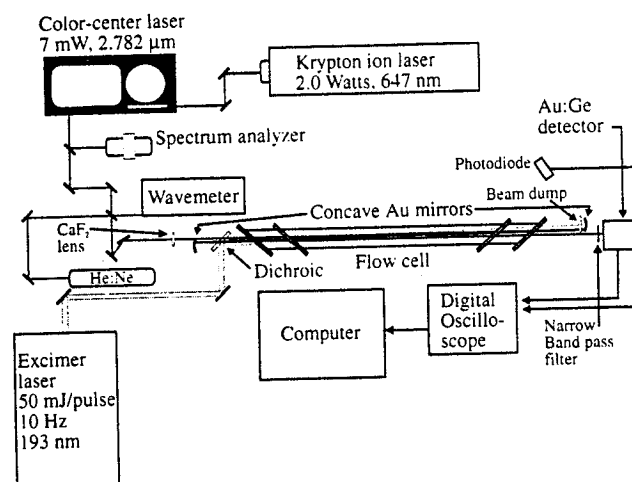 Color-center laser
7 mW, 2.782 μm
Krypton ion laser
2.0 Watts, 647 nm
Au:Ge
detector
Spectrum analyzer
Photodiode
Beam dump
Wavemeter
Concave Au mirrors
CaF₂
lens
Dichroic
Flow cell
He:Ne
Digital
Oscillo-
scope
Computer
Narrow
Band pass
filter
Excimer
laser
50 mJ/pulse
10 Hz
193 nm